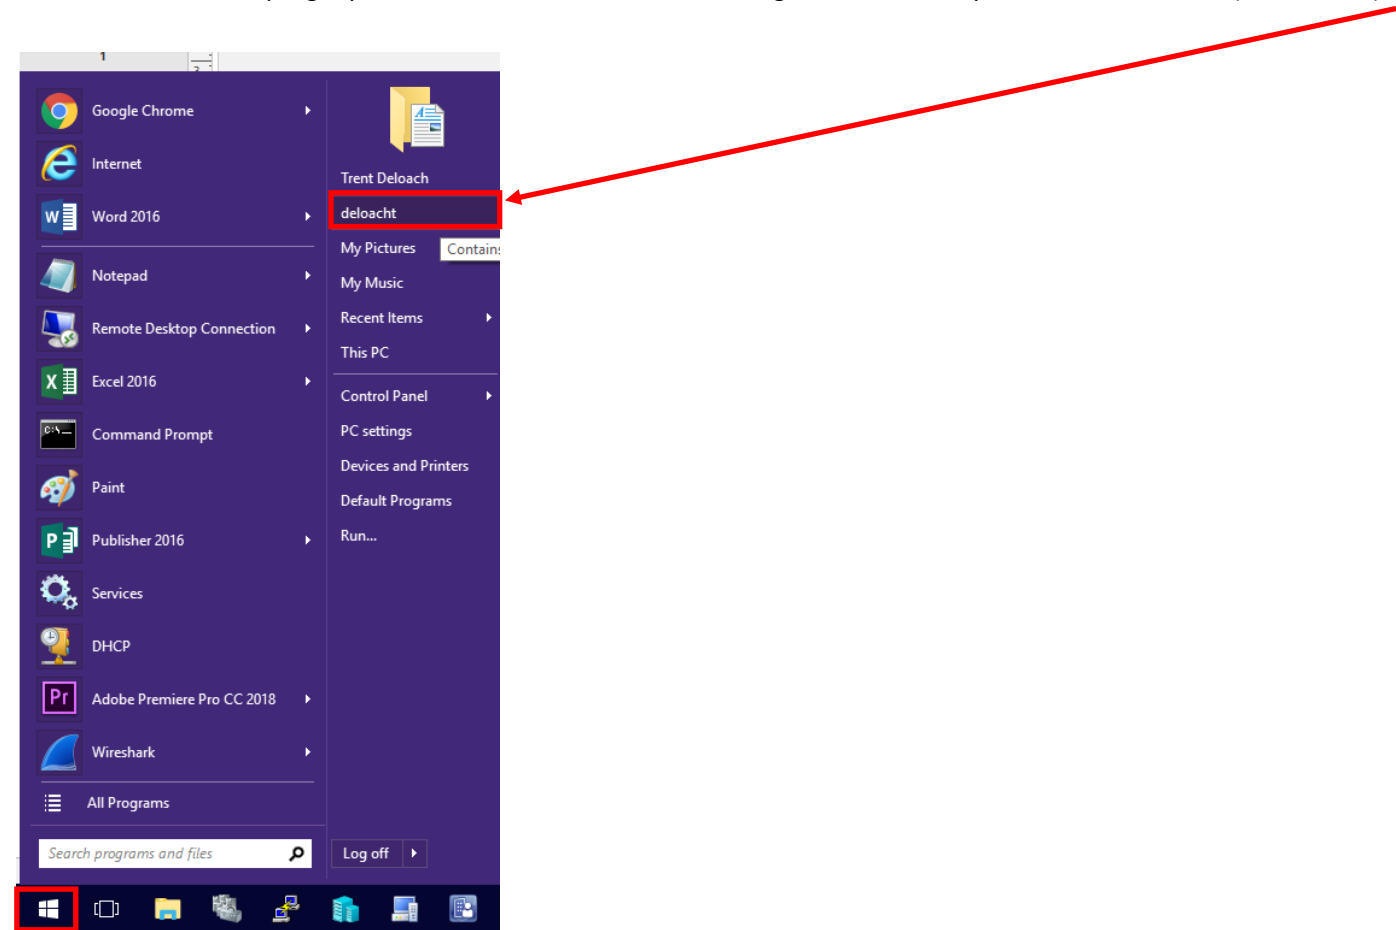 1
2
Google Chrome
Internet
Word 2016
Notepad
Remote Desktop Connection
Excel 2016
Command Prompt
Paint
Publisher 2016
Services
DHCP
Adobe Premiere Pro CC 2018
Wireshark
All Programs
Search programs and files
Trent Deloach
deloacht
My Pictures
Contains
My Music
Recent Items
This PC
Control Panel
PC settings
Devices and Printers
Default Programs
Run...
Log off